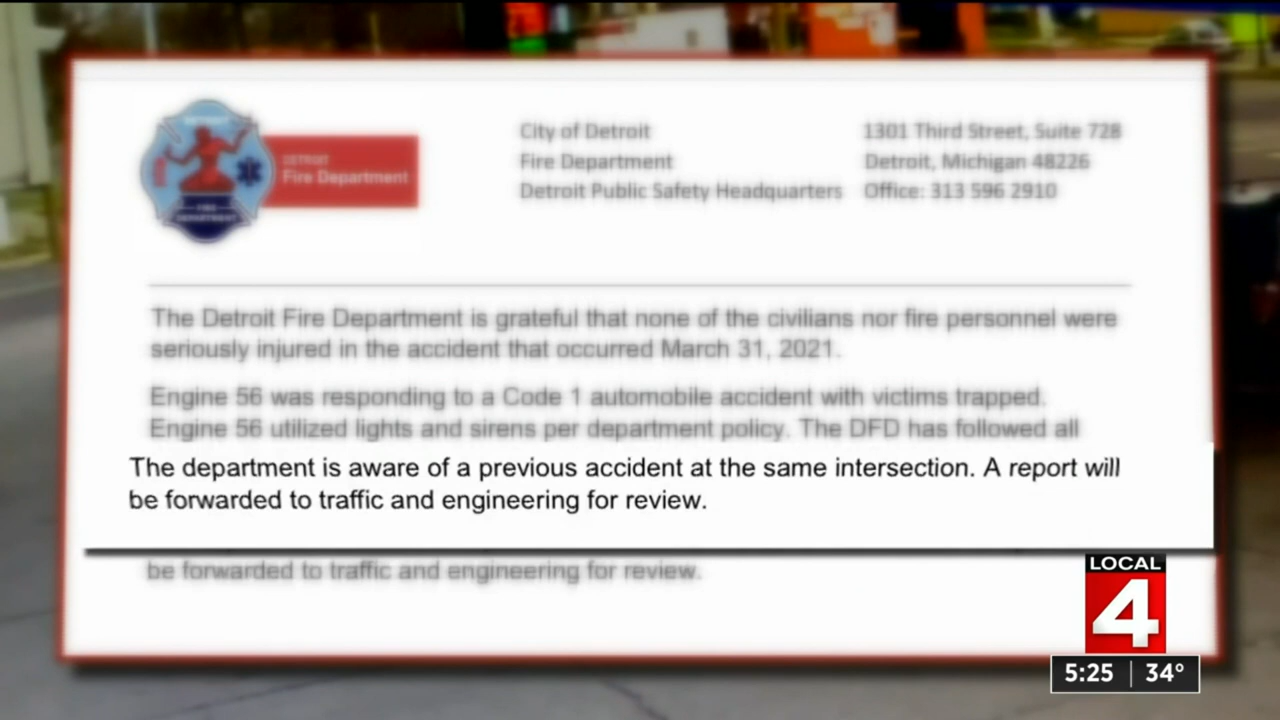 DETROIT
Fire Department
FIRE
DEPARTMENT
City of Detroit
Fire Department
Detroit Public Safety Headquarters
1301 Third Street, Suite 728
Detroit, Michigan 48226
Office: 313 596 2910
The Detroit Fire Department is grateful that none of the civilians nor fire personnel were
seriously injured in the accident that occurred March 31, 2021.
Engine 56 was responding to a Code 1 automobile accident with victims trapped.
Engine 56 utilized lights and sirens per department policy. The DFD has followed all
The department is aware of a previous accident at the same intersection. A report will
be forwarded to traffic and engineering for review.
be forwarded to traffic and engineering for review.
LOCAL
4
5:25 34°